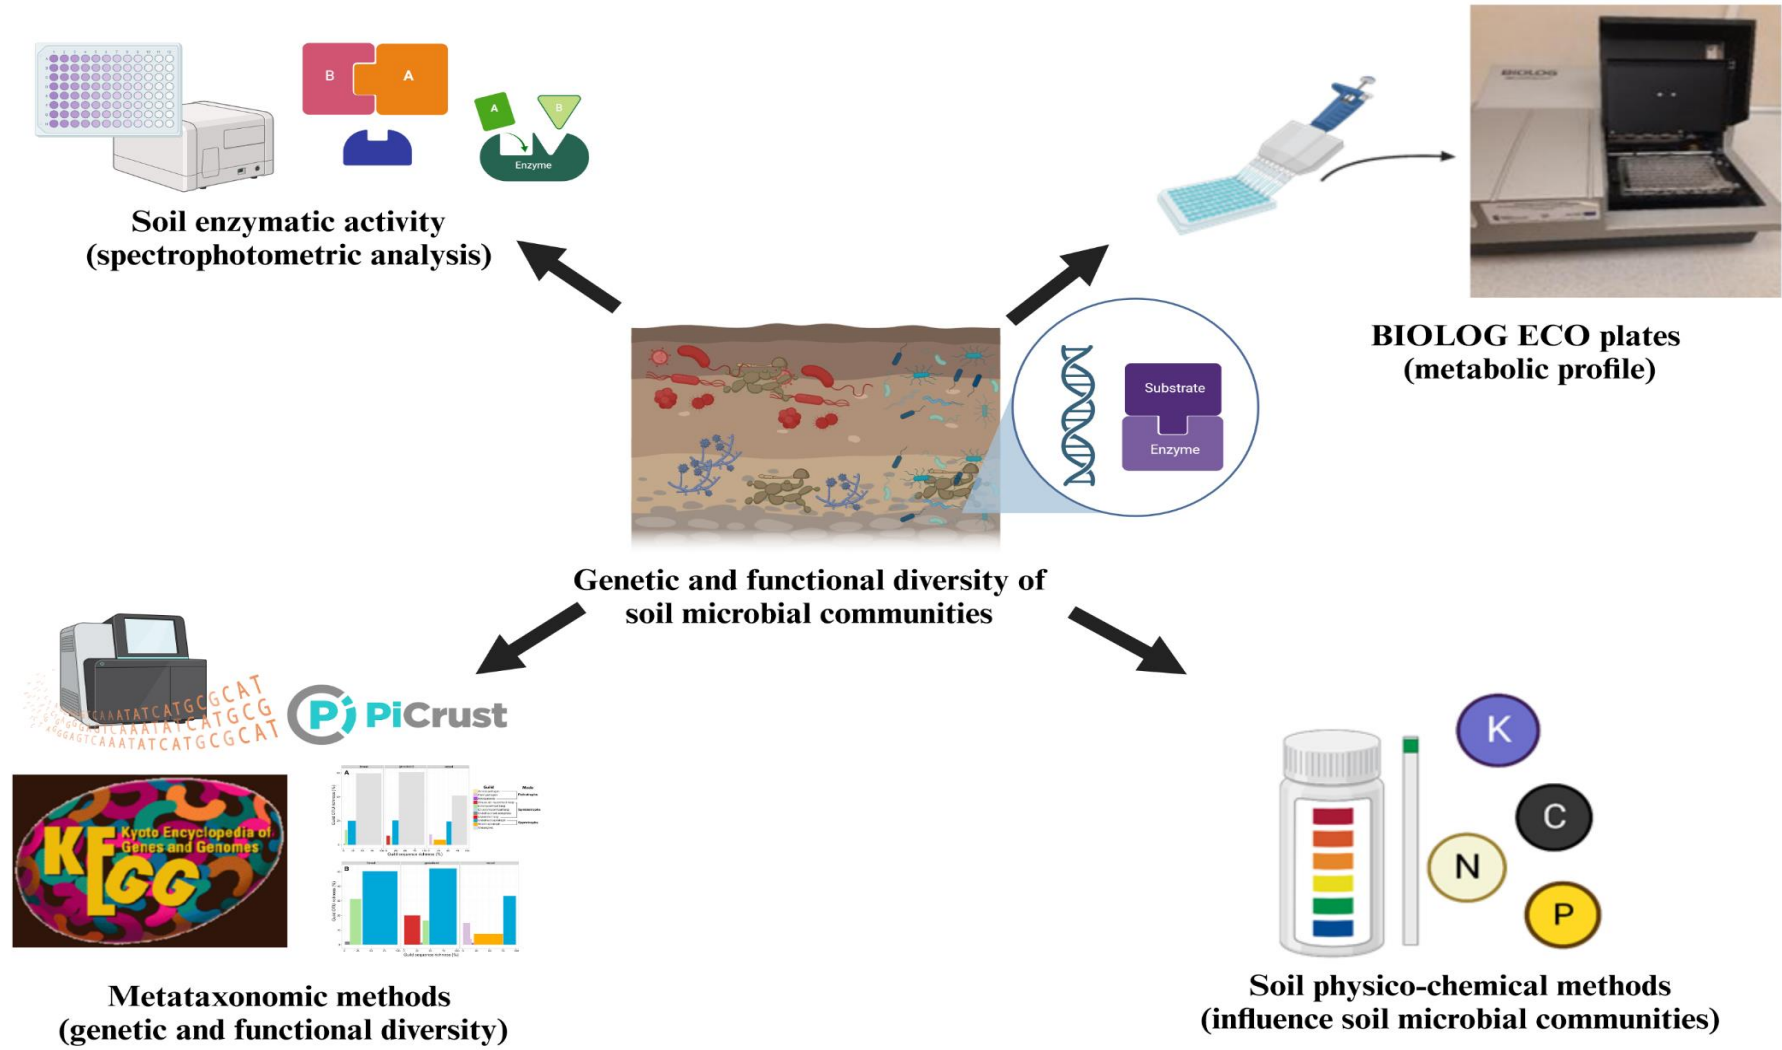 B
A
A
B
Enzyme
Soil enzymatic activity
(spectrophotometric analysis)
BIOLOG
BIOLOG ECO plates
(metabolic profile)
Substrate
Enzyme
Genetic and functional diversity of
soil microbial communities
PiCrust
KEGG
Kyoto Encyclopedia of
Genes and Genomes
A
Guild
Mode
B
Metataxonomic methods
(genetic and functional diversity)
K
C
N
P
Soil physico-chemical methods
(influence soil microbial communities)